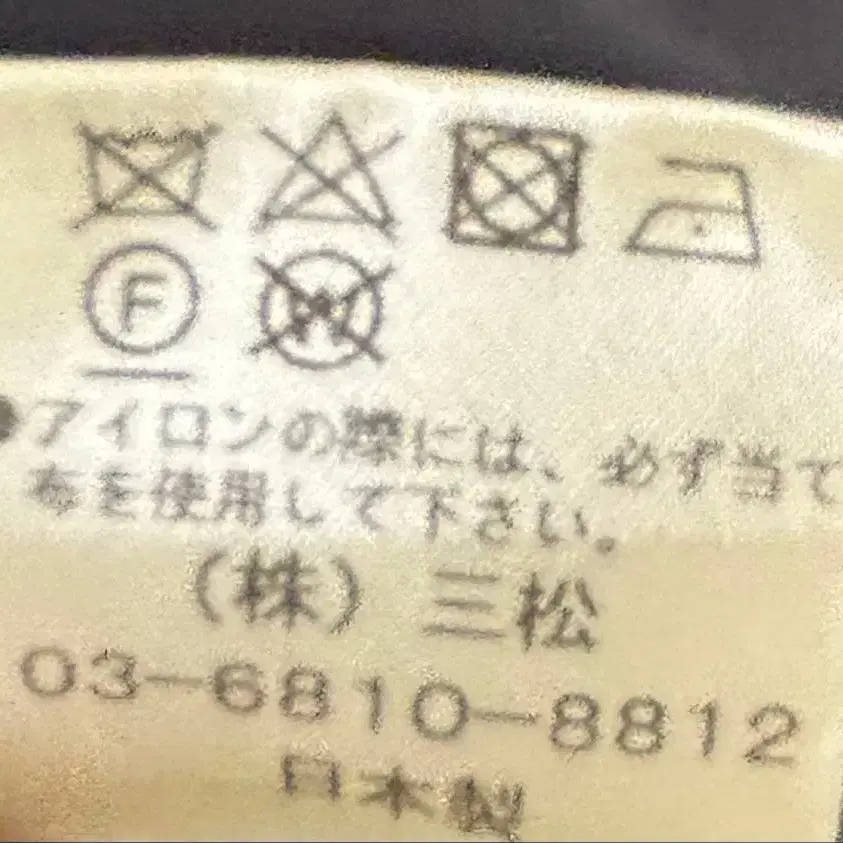 F W
●アイロンの際には、必ず当て
布を使用して下さい。
(株) 三松
03-6810-8812
日本製